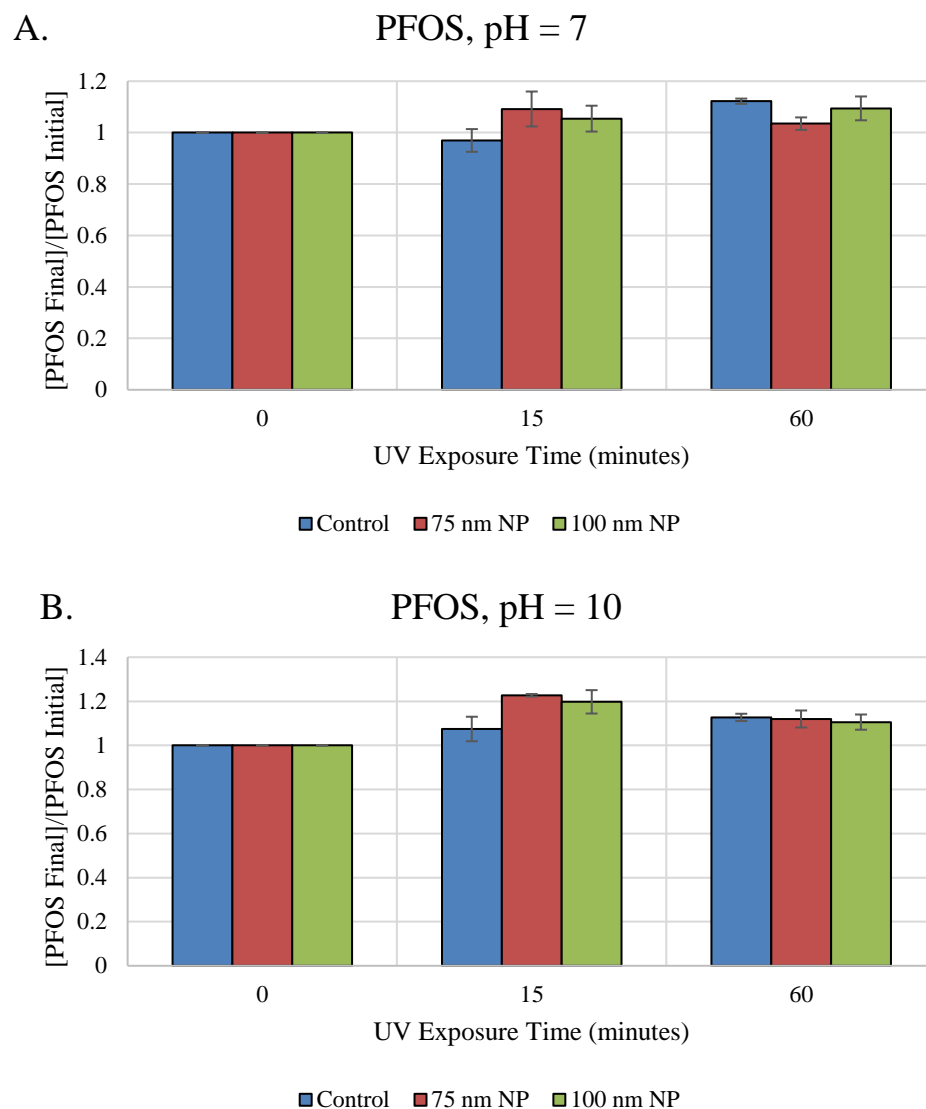 A.
PFOS, pH = 7
[PFOS Final]/[PFOS Initial]
1.2
1
0.8
0.6
0.4
0.2
0
0 15 60
UV Exposure Time (minutes)
Control 75 nm NP 100 nm NP
B.
PFOS, pH = 10
[PFOS Final]/[PFOS Initial]
1.4
1.2
1
0.8
0.6
0.4
0.2
0
0 15 60
UV Exposure Time (minutes)
Control 75 nm NP 100 nm NP